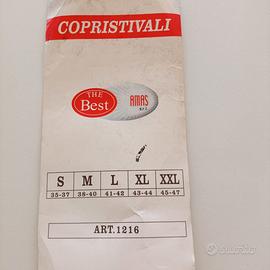 COPRISTIVALI
THE
Best
AMAS
S M L XL XXL
35-37 38-40 41-42 43-44 45-47
ART.1216